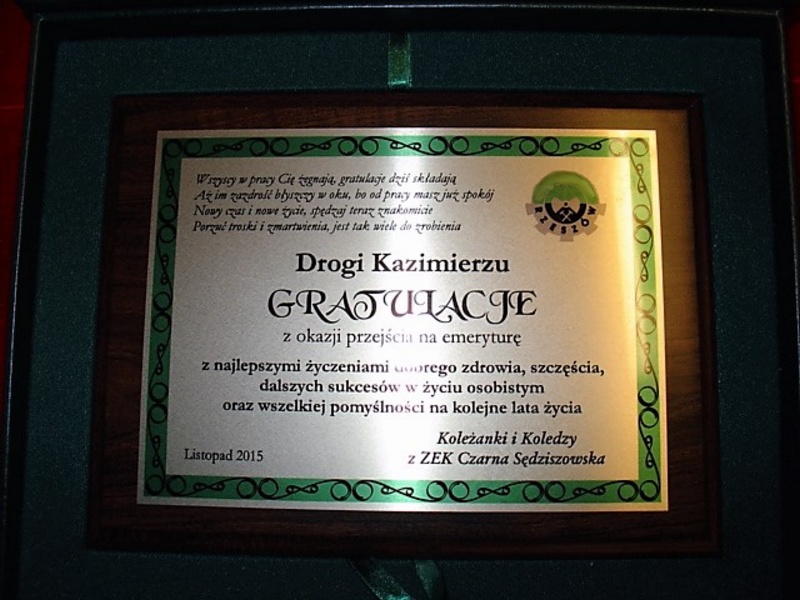 Wszyscy w pracy Cię żegnają, gratulacje dziś składają
Aż im zazdrość błyszczy w oku, bo od pracy masz już spokój
Nowy czas i nowe życie, spędzaj teraz znakomicie
Porzuć troski i zmartwienia, jest tak wiele do zrobienia
RZESZÓW
Drogi Kazimierzu
GRATULACJE
z okazji przejścia na emeryturę
z najlepszymi życzeniami dobrego zdrowia, szczęścia,
dalszych sukcesów w życiu osobistym
oraz wszelkiej pomyślności na kolejne lata życia
Koleżanki i Koledzy
Listopad 2015
z ZEK Czarna Sędziszowska